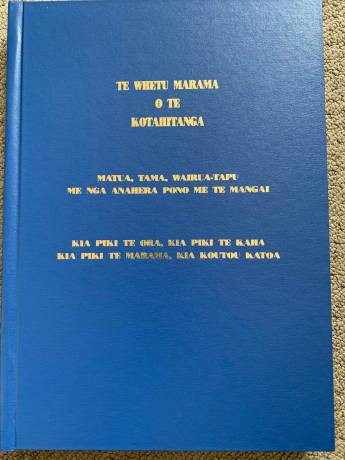 TE WHETU MARAMA
O TE
KOTAHITANGA
MATUA, TAMA, WAIRUA-TAPU
ME NGA ANAHERA PONO ME TE MANGAI
KIA PIKI TE ORA, KIA PIKI TE KAHA
KIA PIKI TE MARAMA, KIA KOUTOU KATOA